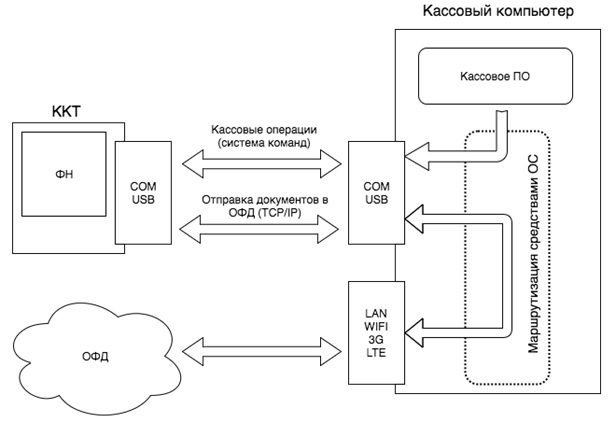 Кассовый компьютер
Кассовое ПО
ККТ
ФН
COM
USB
Кассовые операции
(система команд)
Отправка документов в
ОФД (TCP/IP)
COM
USB
Маршрутизация средствами ОС
LAN
WIFI
3G
LTE
ОФД